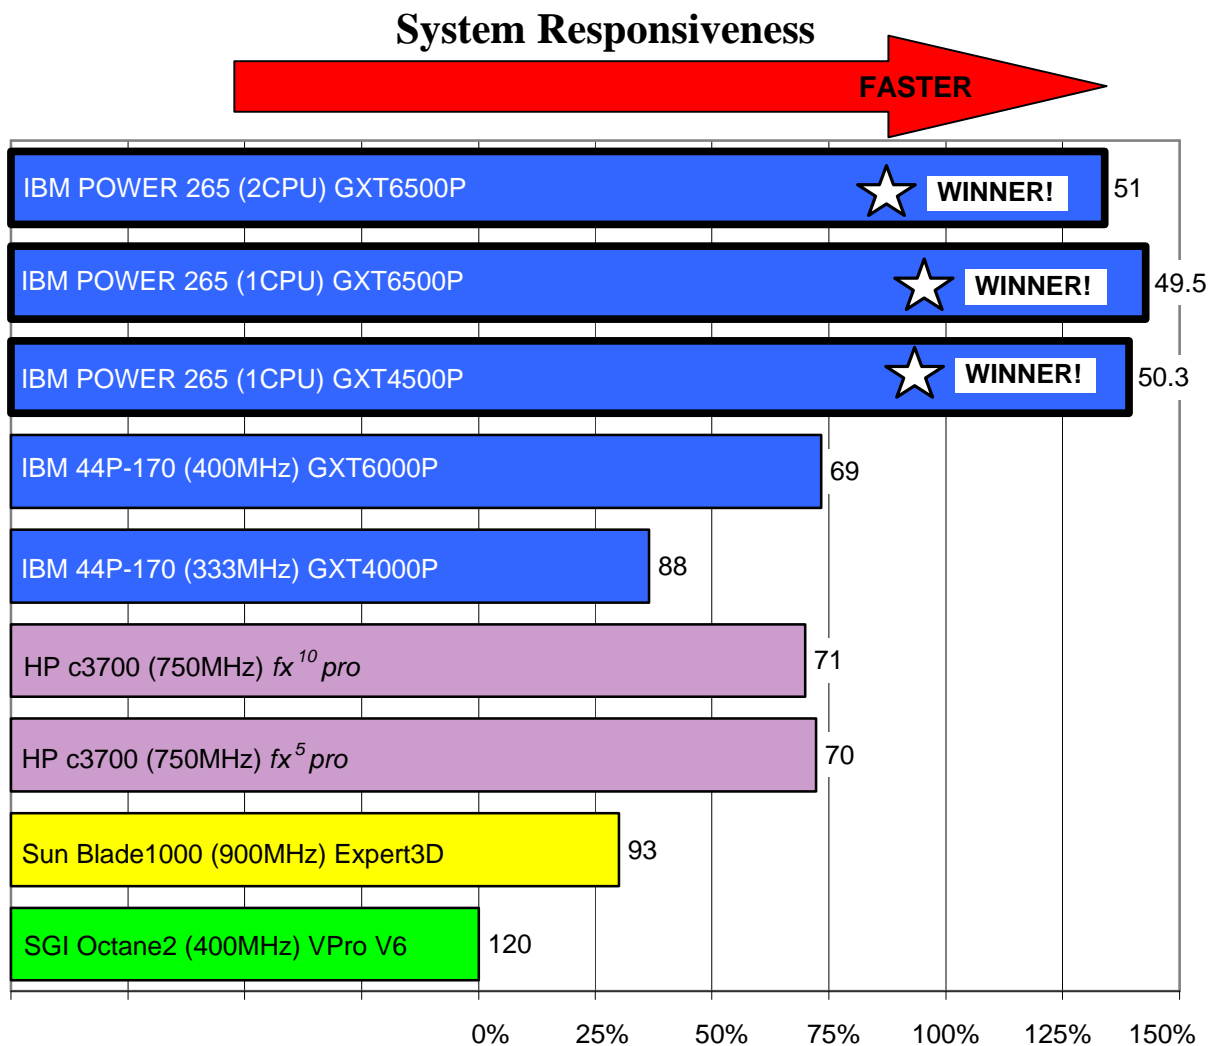 System Responsiveness
FASTER
IBM POWER 265 (2CPU) GXT6500P WINNER! 51
IBM POWER 265 (1CPU) GXT6500P WINNER! 49.5
IBM POWER 265 (1CPU) GXT4500P WINNER! 50.3
IBM 44P-170 (400MHz) GXT6000P 69
IBM 44P-170 (333MHz) GXT4000P 88
HP c3700 (750MHz) fx¹⁰ pro 71
HP c3700 (750MHz) fx⁵ pro 70
Sun Blade1000 (900MHz) Expert3D 93
SGI Octane2 (400MHz) VPro V6 120
0% 25% 50% 75% 100% 125% 150%